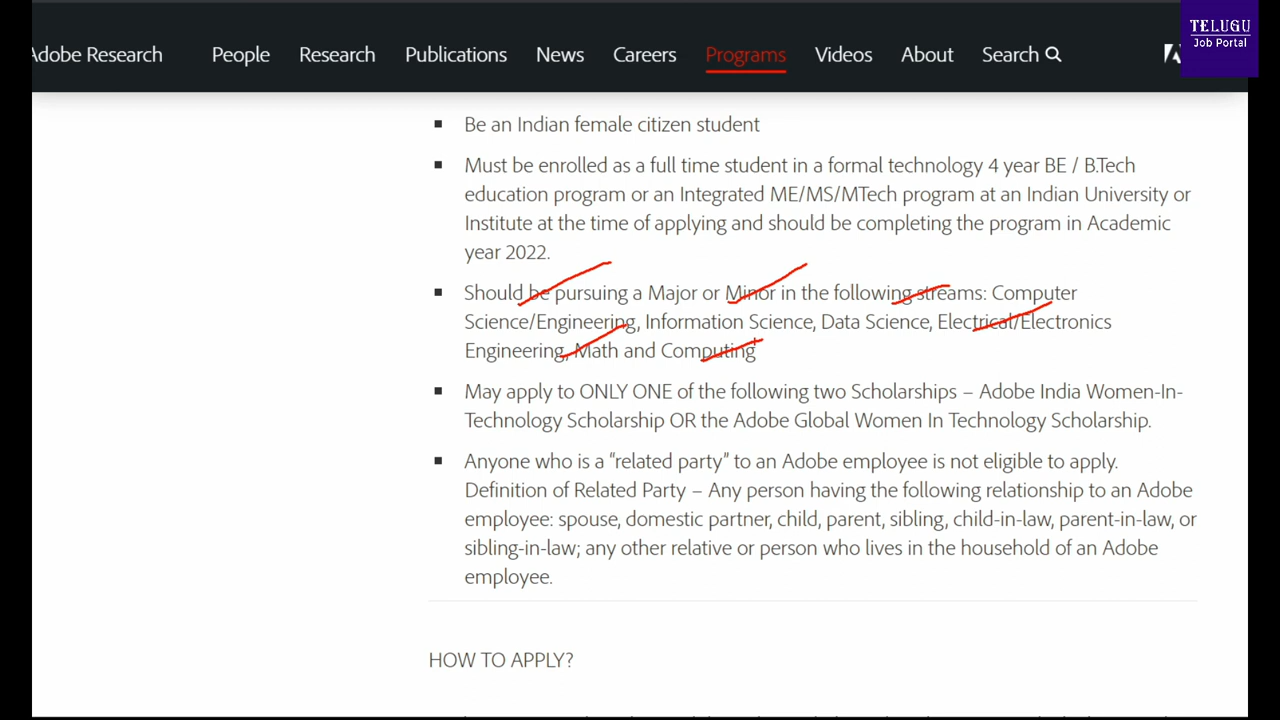 TELUGU
Job Portal
Adobe Research People Research Publications News Careers Programs Videos About Search
Be an Indian female citizen student
Must be enrolled as a full time student in a formal technology 4 year BE / B.Tech
education program or an Integrated ME/MS/MTech program at an Indian University or
Institute at the time of applying and should be completing the program in Academic
year 2022.
Should be pursuing a Major or Minor in the following streams: Computer
Science/Engineering, Information Science, Data Science, Electrical/Electronics
Engineering, Math and Computing
May apply to ONLY ONE of the following two Scholarships – Adobe India Women-In-
Technology Scholarship OR the Adobe Global Women In Technology Scholarship.
Anyone who is a “related party” to an Adobe employee is not eligible to apply.
Definition of Related Party – Any person having the following relationship to an Adobe
employee: spouse, domestic partner, child, parent, sibling, child-in-law, parent-in-law, or
sibling-in-law; any other relative or person who lives in the household of an Adobe
employee.
HOW TO APPLY?